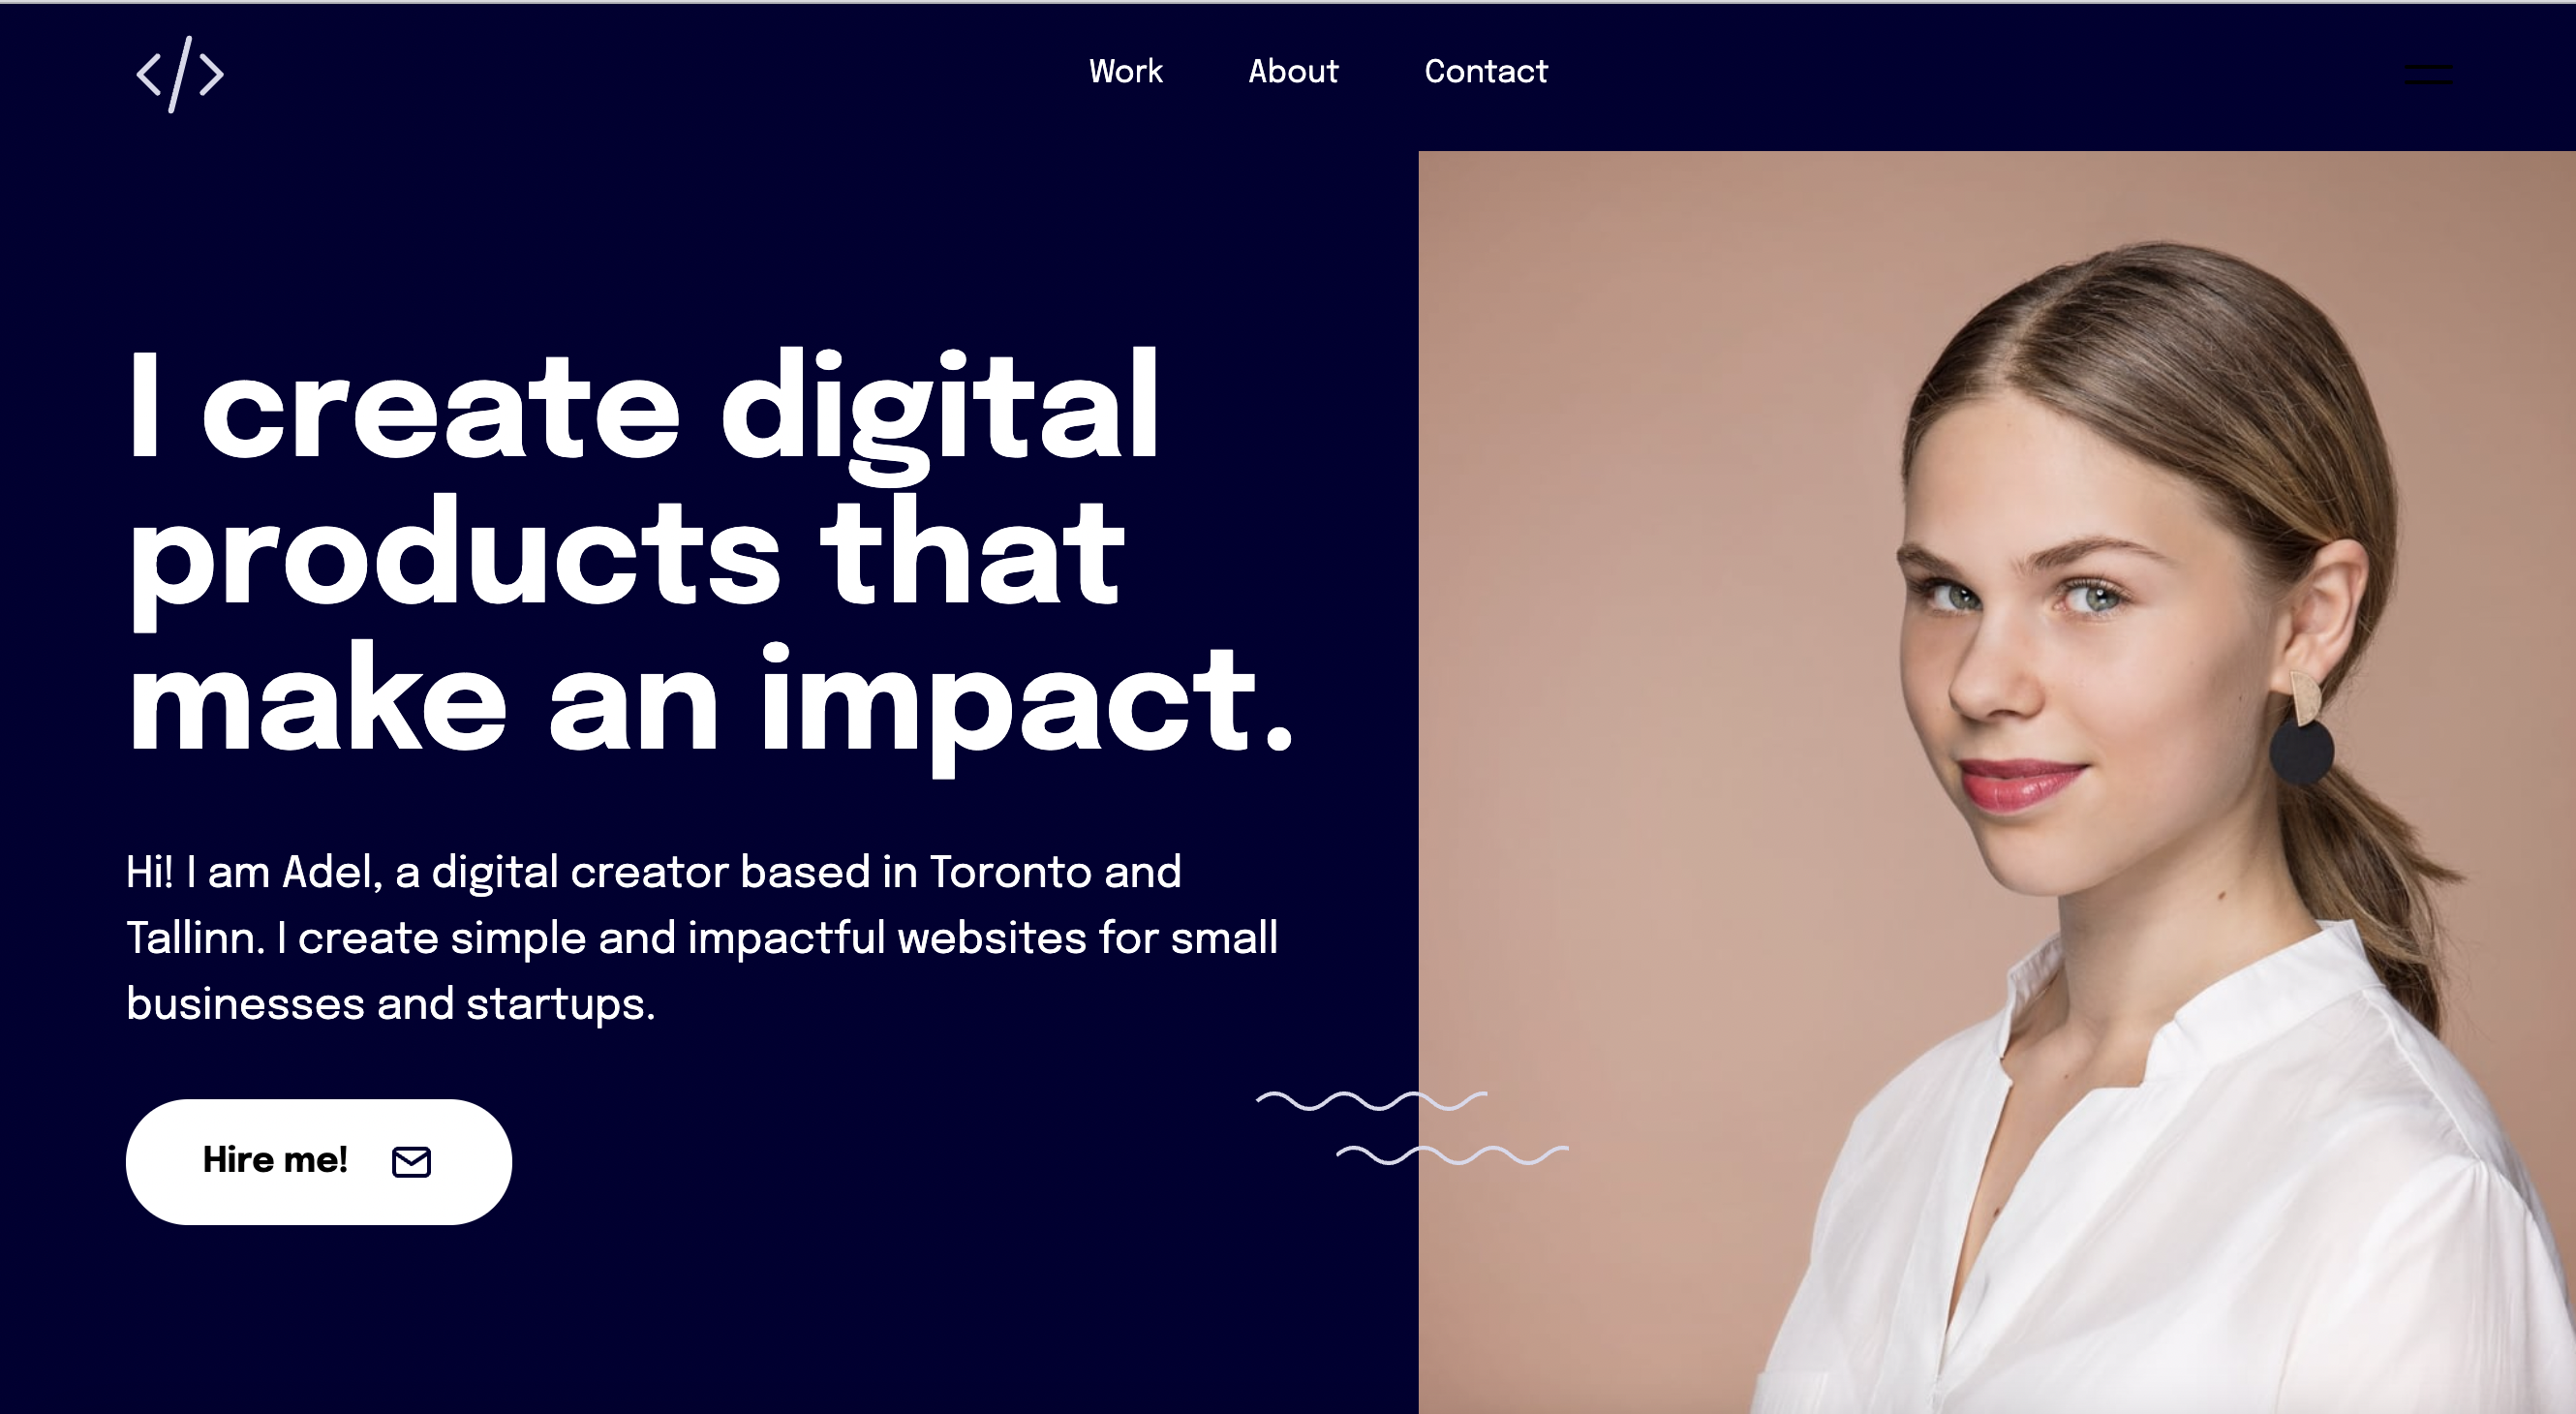 </>
Work
About
Contact
I create digital
products that
make an impact.
Hi! I am Adel, a digital creator based in Toronto and
Tallinn. I create simple and impactful websites for small
businesses and startups.
Hire me!